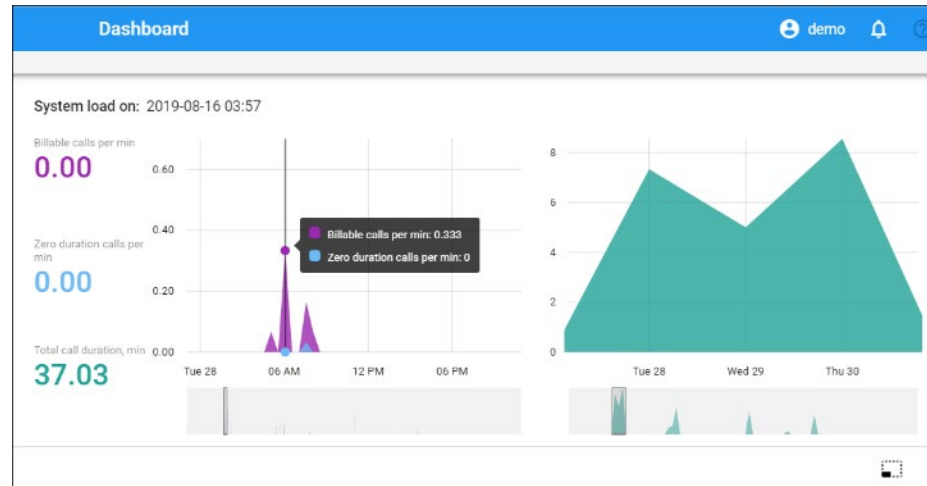 Dashboard
demo
System load on: 2019-08-16 03:57
Billable calls per min
0.00
Zero duration calls per
min
0.00
Total call duration, min
37.03
0.60
0.40
0.20
0.00
Billable calls per min: 0.333
Zero duration calls per min: 0
Tue 28
06 AM
12 PM
06 PM
8
6
4
2
0
Tue 28
Wed 29
Thu 30